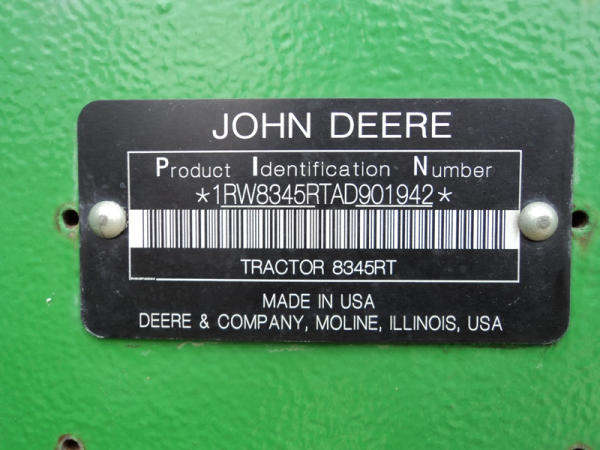 JOHN DEERE
Product Identification Number
*1RW8345RTAD901942*
TRACTOR 8345RT
MADE IN USA
DEERE & COMPANY, MOLINE, ILLINOIS, USA